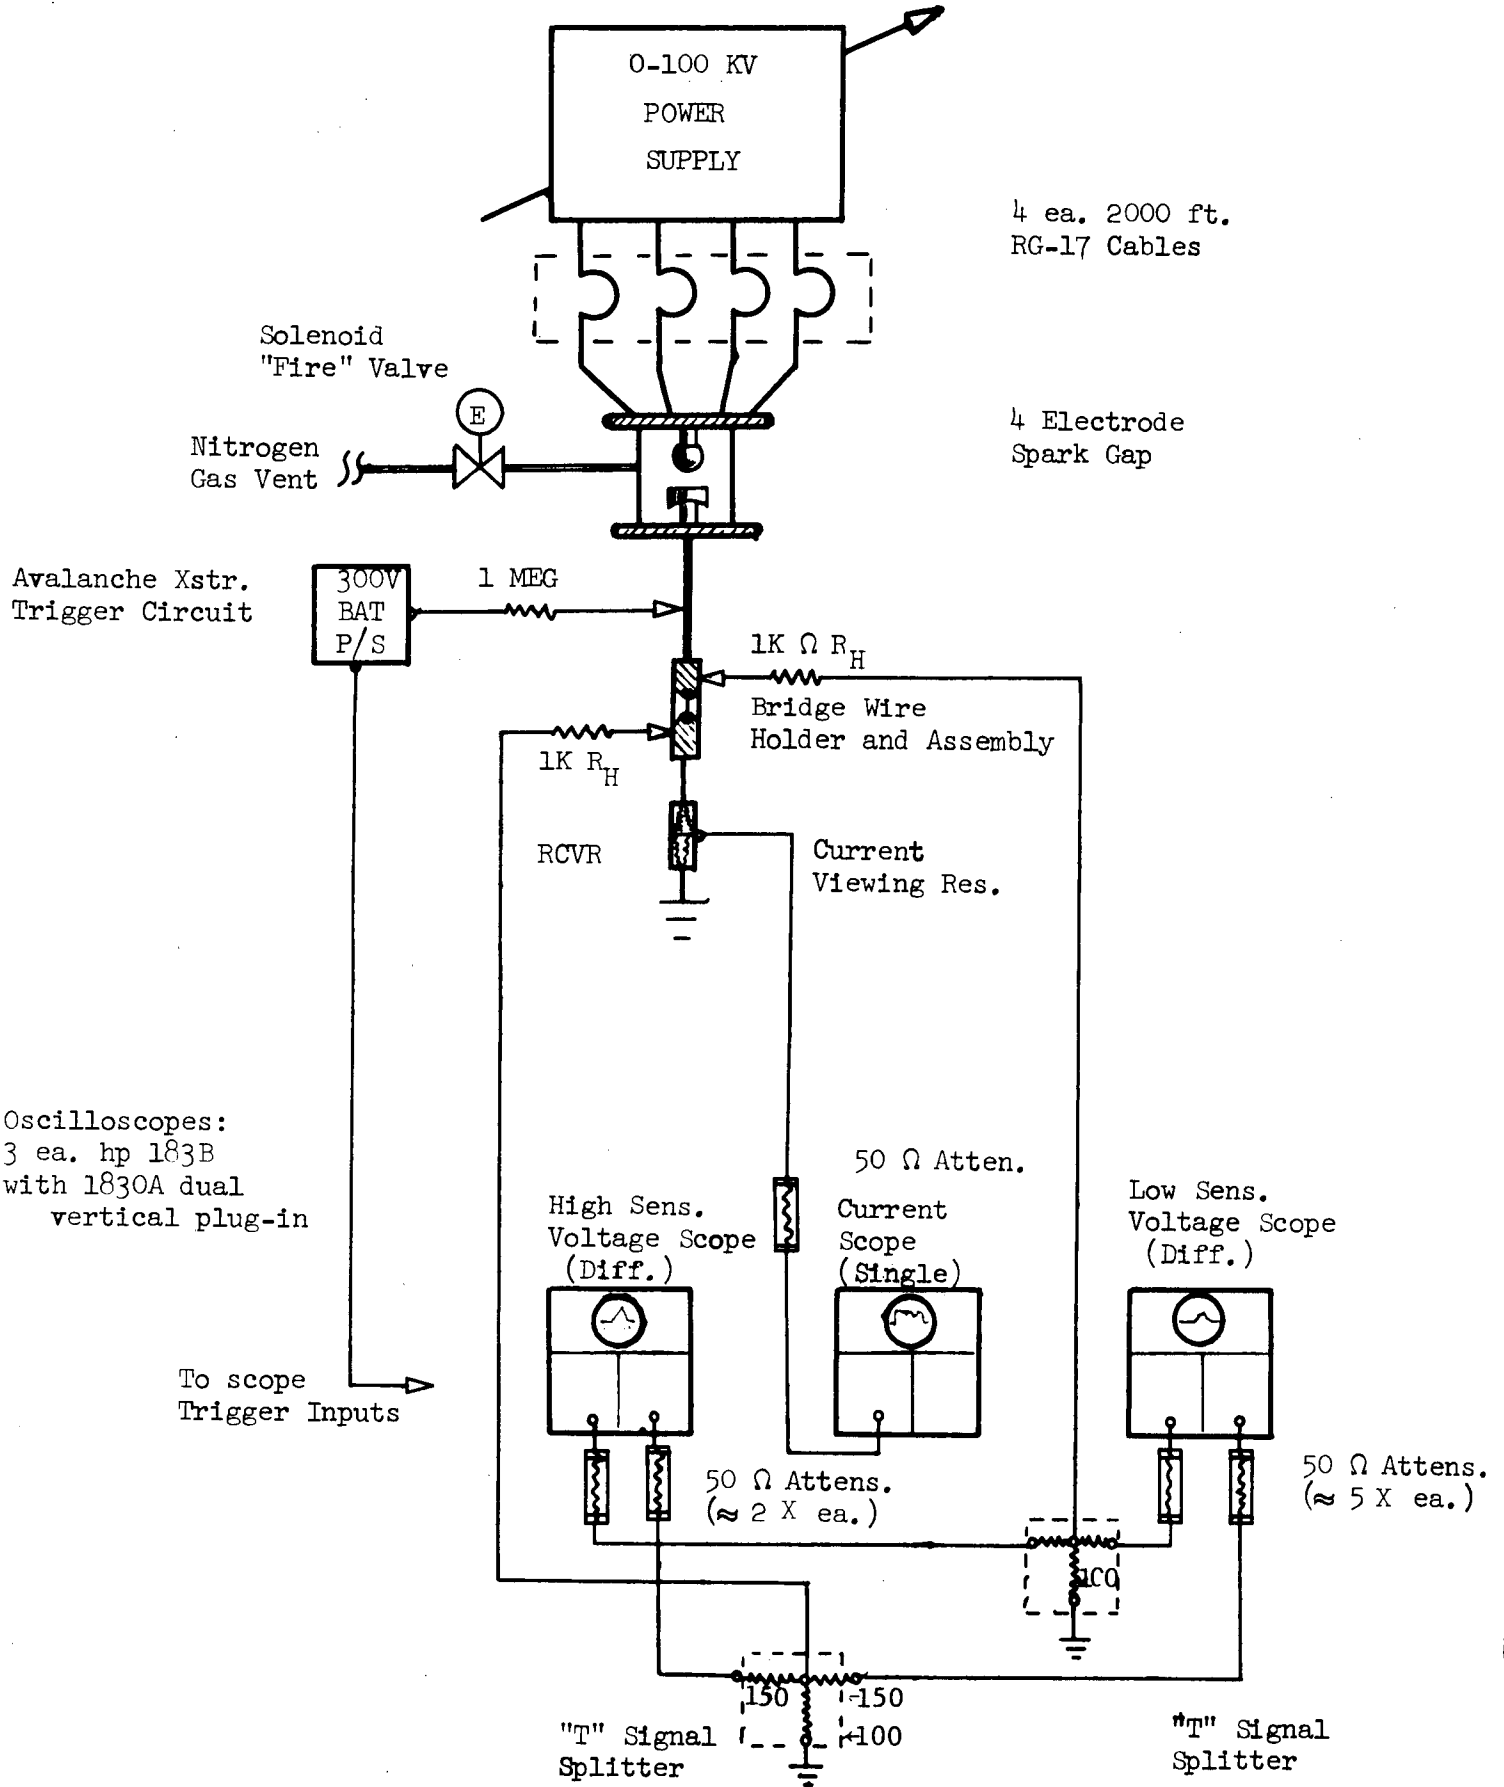 0-100 KV
POWER
SUPPLY
4 ea. 2000 ft.
RG-17 Cables
Solenoid
"Fire" Valve
E
Nitrogen
Gas Vent
4 Electrode
Spark Gap
Avalanche Xstr.
Trigger Circuit
300V
BAT
P/S
1 MEG
1K Ω RH
Bridge Wire
Holder and Assembly
1K RH
RCVR
Current
Viewing Res.
Oscilloscopes:
3 ea. hp 183B
with 1830A dual
vertical plug-in
50 Ω Atten.
High Sens.
Voltage Scope
(Diff.)
Current
Scope
(Single)
Low Sens.
Voltage Scope
(Diff.)
To scope
Trigger Inputs
50 Ω Attens.
(≈ 2 X ea.)
50 Ω Attens.
(≈ 5 X ea.)
100
150
150
100
"T" Signal
Splitter
"T" Signal
Splitter